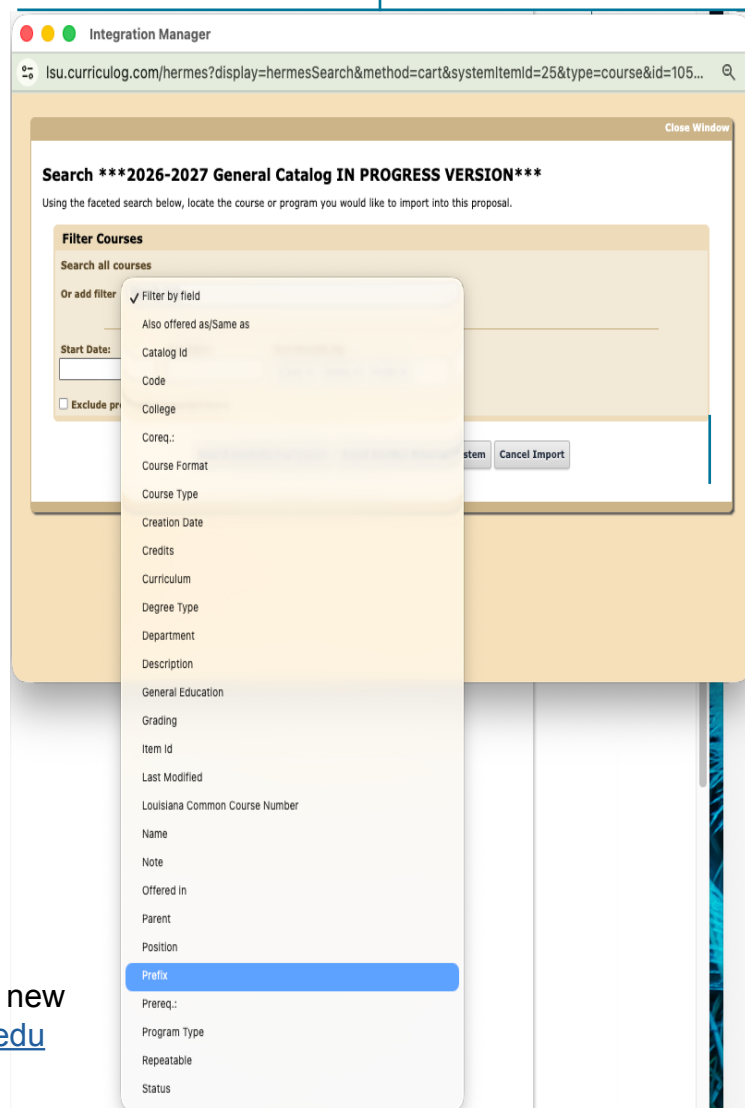 Integration Manager
lsu.curriculog.com/hermes?display=hermesSearch&method=cart&systemItemId=25&type=course&id=105...
Close Window
Search ***2026-2027 General Catalog IN PROGRESS VERSION***
Using the faceted search below, locate the course or program you would like to import into this proposal.
Filter Courses
Search all courses
Or add filter
✓ Filter by field
Also offered as/Same as
Start Date:
Catalog Id
Code
Exclude pr
College
Coreq.:
stem Cancel Import
Course Format
Course Type
Creation Date
Credits
Curriculum
Degree Type
Department
Description
General Education
Grading
Item Id
Last Modified
Louisiana Common Course Number
Name
Note
Offered in
Parent
Position
Prefix
new
Prereq.:
edu
Program Type
Repeatable
Status